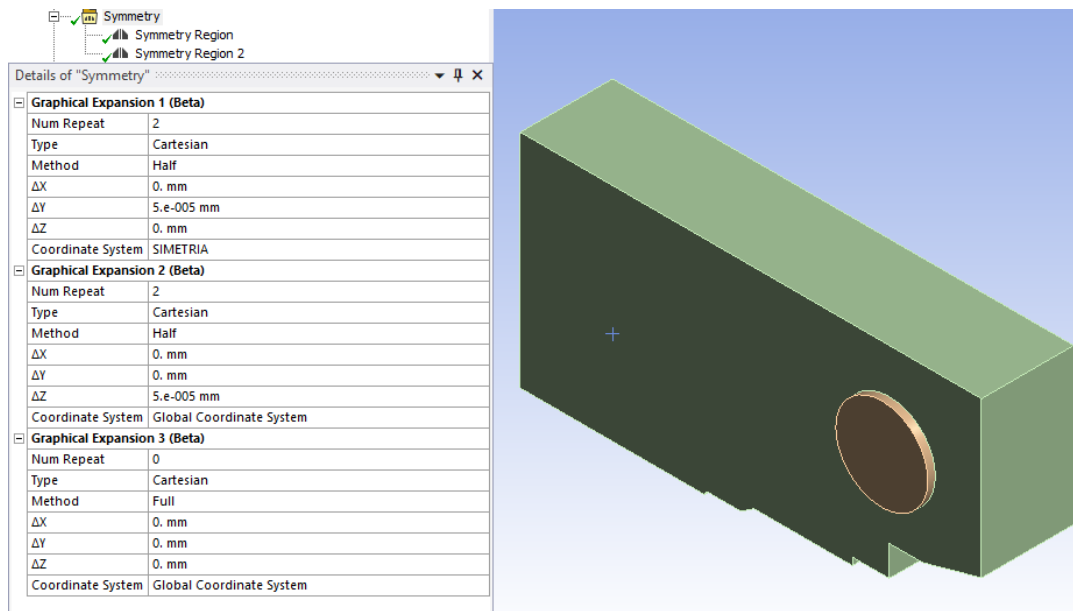 Symmetry
Symmetry Region
Symmetry Region 2
Details of "Symmetry"
Graphical Expansion 1 (Beta)
Num Repeat 2
Type Cartesian
Method Half
ΔX 0. mm
ΔY 5.e-005 mm
ΔZ 0. mm
Coordinate System SIMETRIA
Graphical Expansion 2 (Beta)
Num Repeat 2
Type Cartesian
Method Half
ΔX 0. mm
ΔY 0. mm
ΔZ 5.e-005 mm
Coordinate System Global Coordinate System
Graphical Expansion 3 (Beta)
Num Repeat 0
Type Cartesian
Method Full
ΔX 0. mm
ΔY 0. mm
ΔZ 0. mm
Coordinate System Global Coordinate System